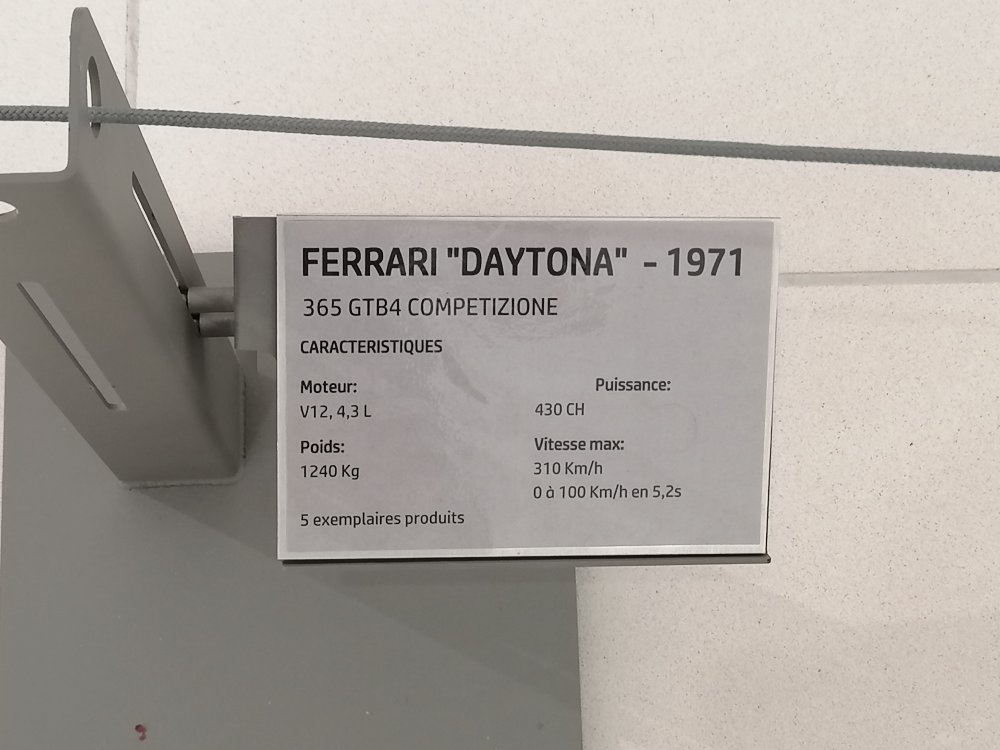 FERRARI "DAYTONA" - 1971
365 GTB4 COMPETIZIONE
CARACTERISTIQUES
Moteur:
V12, 4,3 L
Puissance:
430 CH
Poids:
1240 Kg
Vitesse max:
310 Km/h
0 à 100 Km/h en 5,2s
5 exemplaires produits